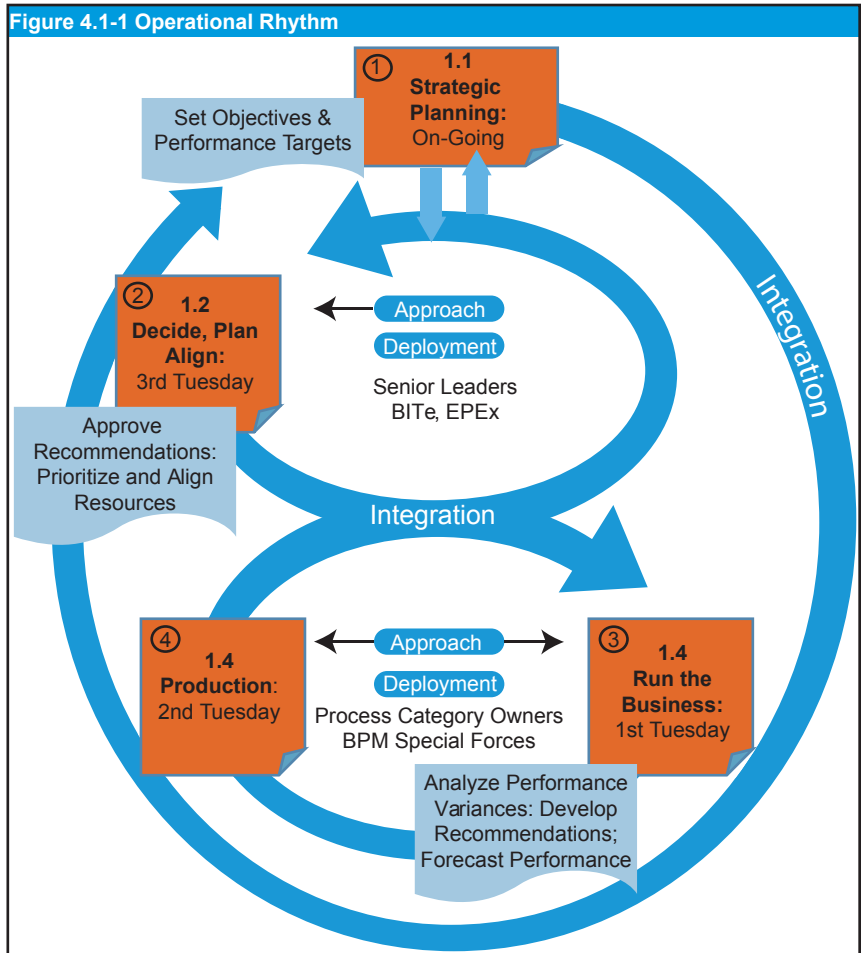 Figure 4.1-1 Operational Rhythm
1
1.1
Strategic
Planning:
On-Going
Set Objectives &
Performance Targets
Integration
2
1.2
Decide, Plan
Align:
3rd Tuesday
Approach
Deployment
Senior Leaders
BITe, EPEx
Approve
Recommendations:
Prioritize and Align
Resources
Integration
4
1.4
Production:
2nd Tuesday
Approach
Deployment
Process Category Owners
BPM Special Forces
3
1.4
Run the
Business:
1st Tuesday
Analyze Performance
Variances: Develop
Recommendations;
Forecast Performance